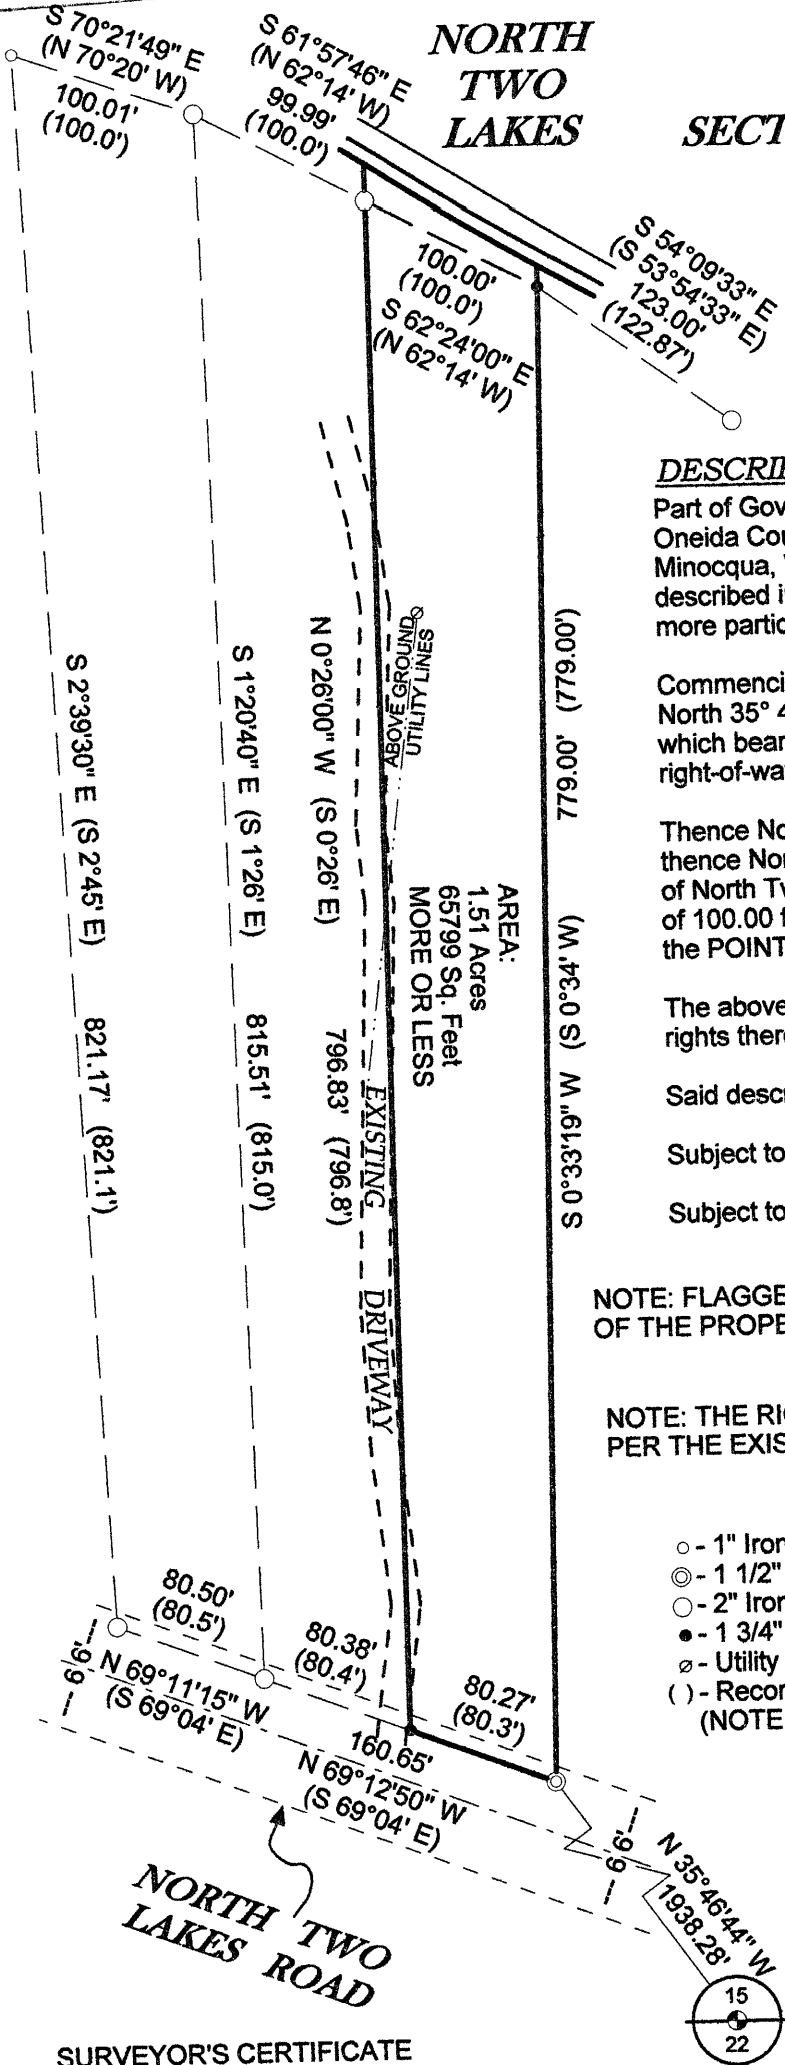 S 70°21'49" E
(N 70°20' W)
100.01'
(100.0')
S 61°57'46" E
(N 62°14' W)
99.99'
(100.0')
NORTH
TWO
LAKES
SECT
100.00'
(100.0')
S 62°24'00" E
(N 62°14' W)
S 54°09'33" E
(S 53°54'33" E)
123.00'
(122.87')
DESCRI
Part of Gov
Oneida Cou
Minocqua,
described i
more partic
Commenci
North 35° 4
which bear
right-of-wa
Thence No
thence Nor
of North Tw
of 100.00 f
the POINT
The above
rights there
Said descr
Subject to
Subject to
NOTE: FLAGGE
OF THE PROPE
NOTE: THE RIG
PER THE EXIS
S 2°39'30" E (S 2°45' E) 821.17' (821.1')
S 1°20'40" E (S 1°26' E) 815.51' (815.0')
N 0°26'00" W (S 0°26' E) 796.83' (796.8')
ABOVE GROUND
UTILITY LINES
EXISTING DRIVEWAY
AREA:
1.51 Acres
65799 Sq. Feet
MORE OR LESS
S 0°33'19" W (S 0°34' W) 779.00' (779.00')
- 1" Iron
- 1 1/2"
- 2" Iron
- 1 3/4"
- Utility
( ) - Recor
(NOTE
80.50'
(80.5')
80.38'
(80.4')
80.27'
(80.3')
66'
N 69°11'15" W
(S 69°04' E)
160.65'
N 69°12'50" W
(S 69°04' E)
66'
N 35°46'44" W
1938.28'
NORTH TWO
LAKES ROAD
15
22
SURVEYOR'S CERTIFICATE